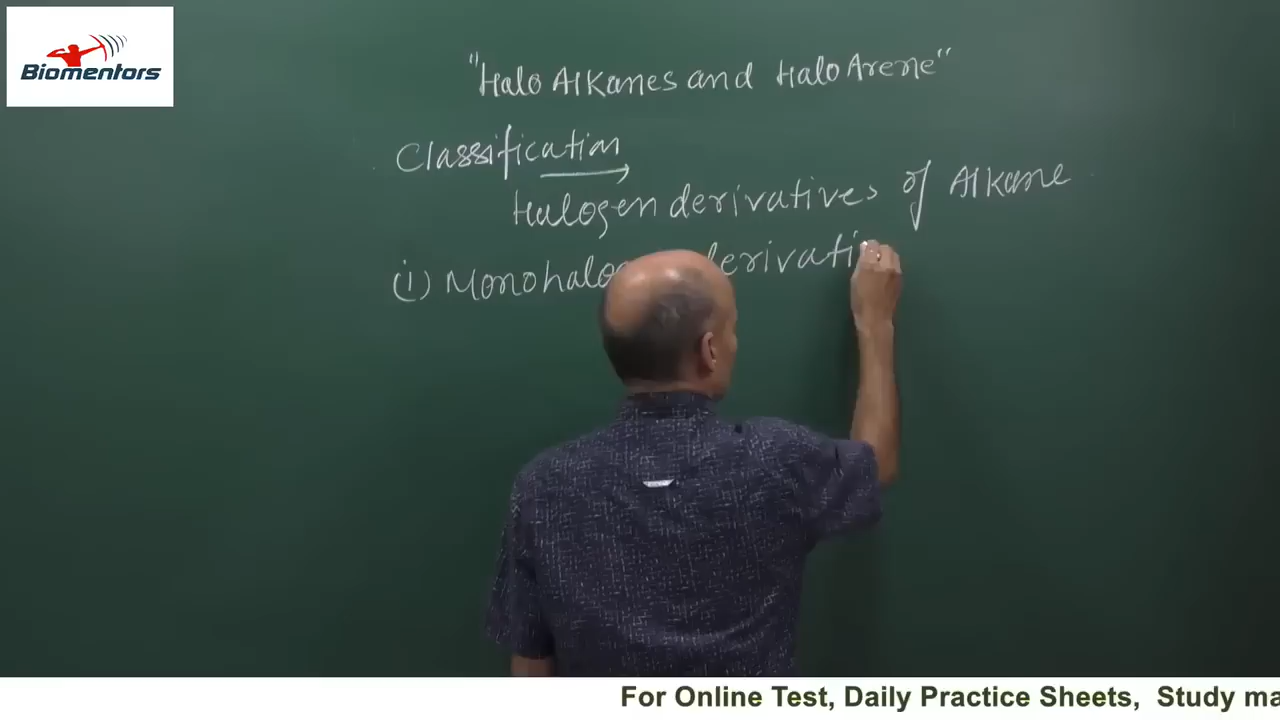 Biomentors
"Halo Alkanes and Halo Arene"
Classification
Halogen derivatives of Alkane
(i) Monohalo derivati
For Online Test, Daily Practice Sheets, Study ma